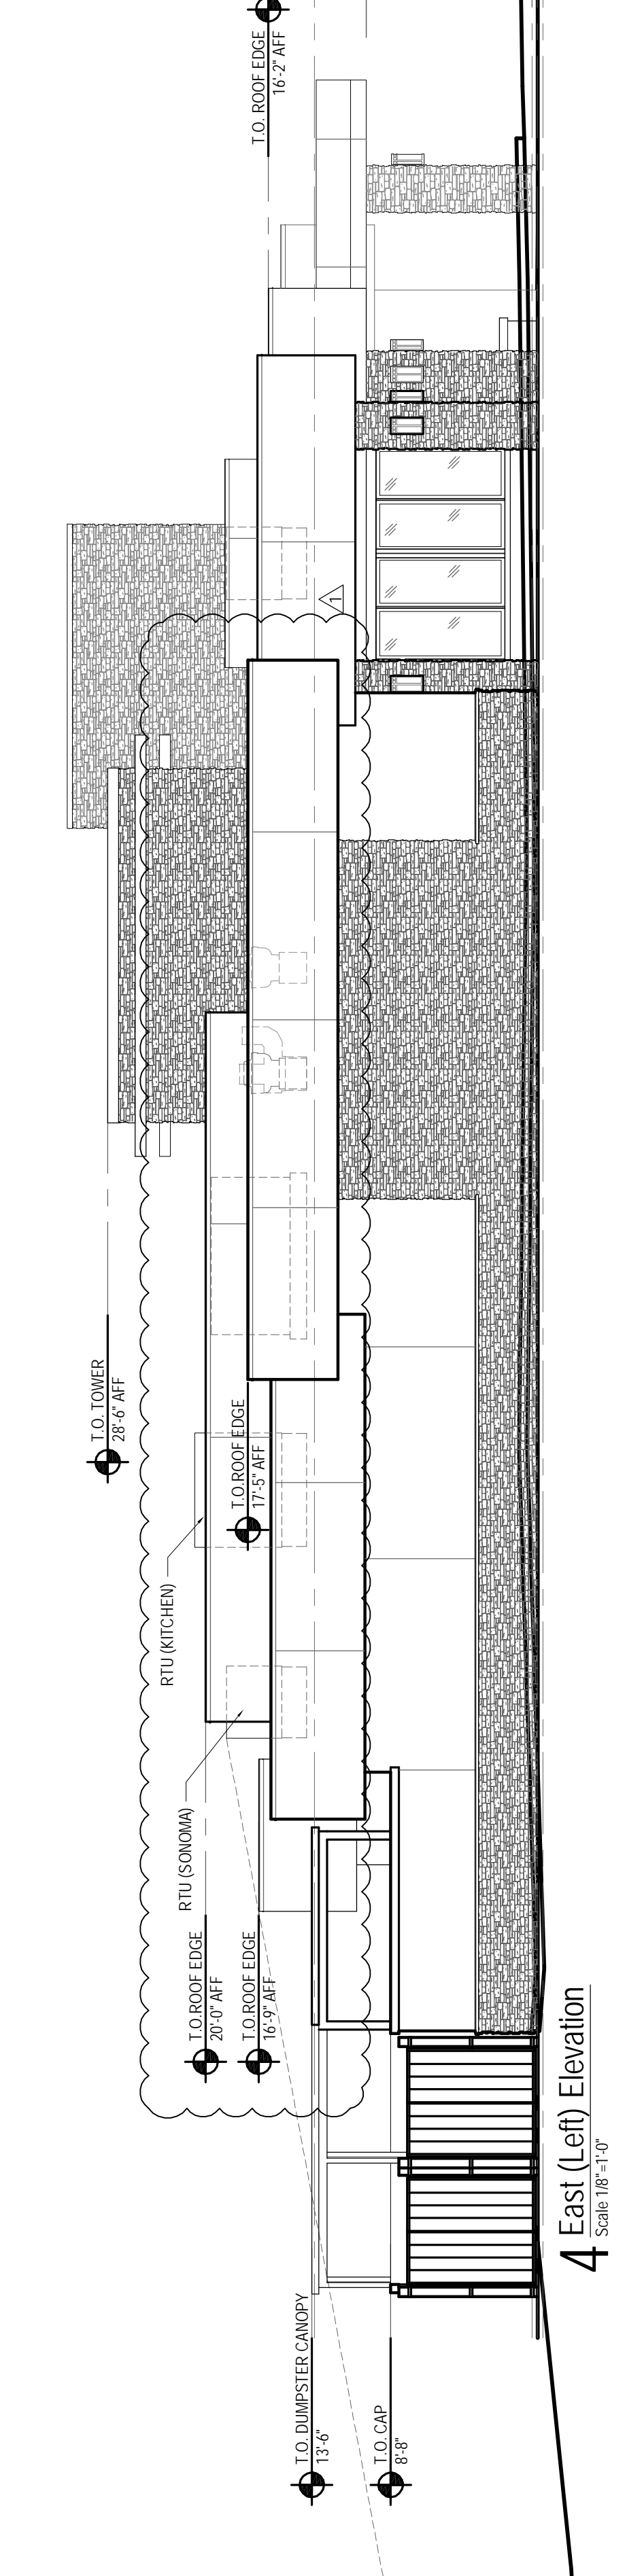 T.O. TOWER
28'-6" AFF
RTU (KITCHEN)
RTU (SONOMA)
T.O.ROOF EDGE
20'-0" AFF
T.O.ROOF EDGE
16'-9" AFF
T.O.ROOF EDGE
17'-5" AFF
T.O. ROOF EDGE
16'-2" AFF
1
T.O. DUMPSTER CANOPY
13'-6"
T.O. CAP
8'-8"
4 East (Left) Elevation
Scale 1/8"=1'-0"